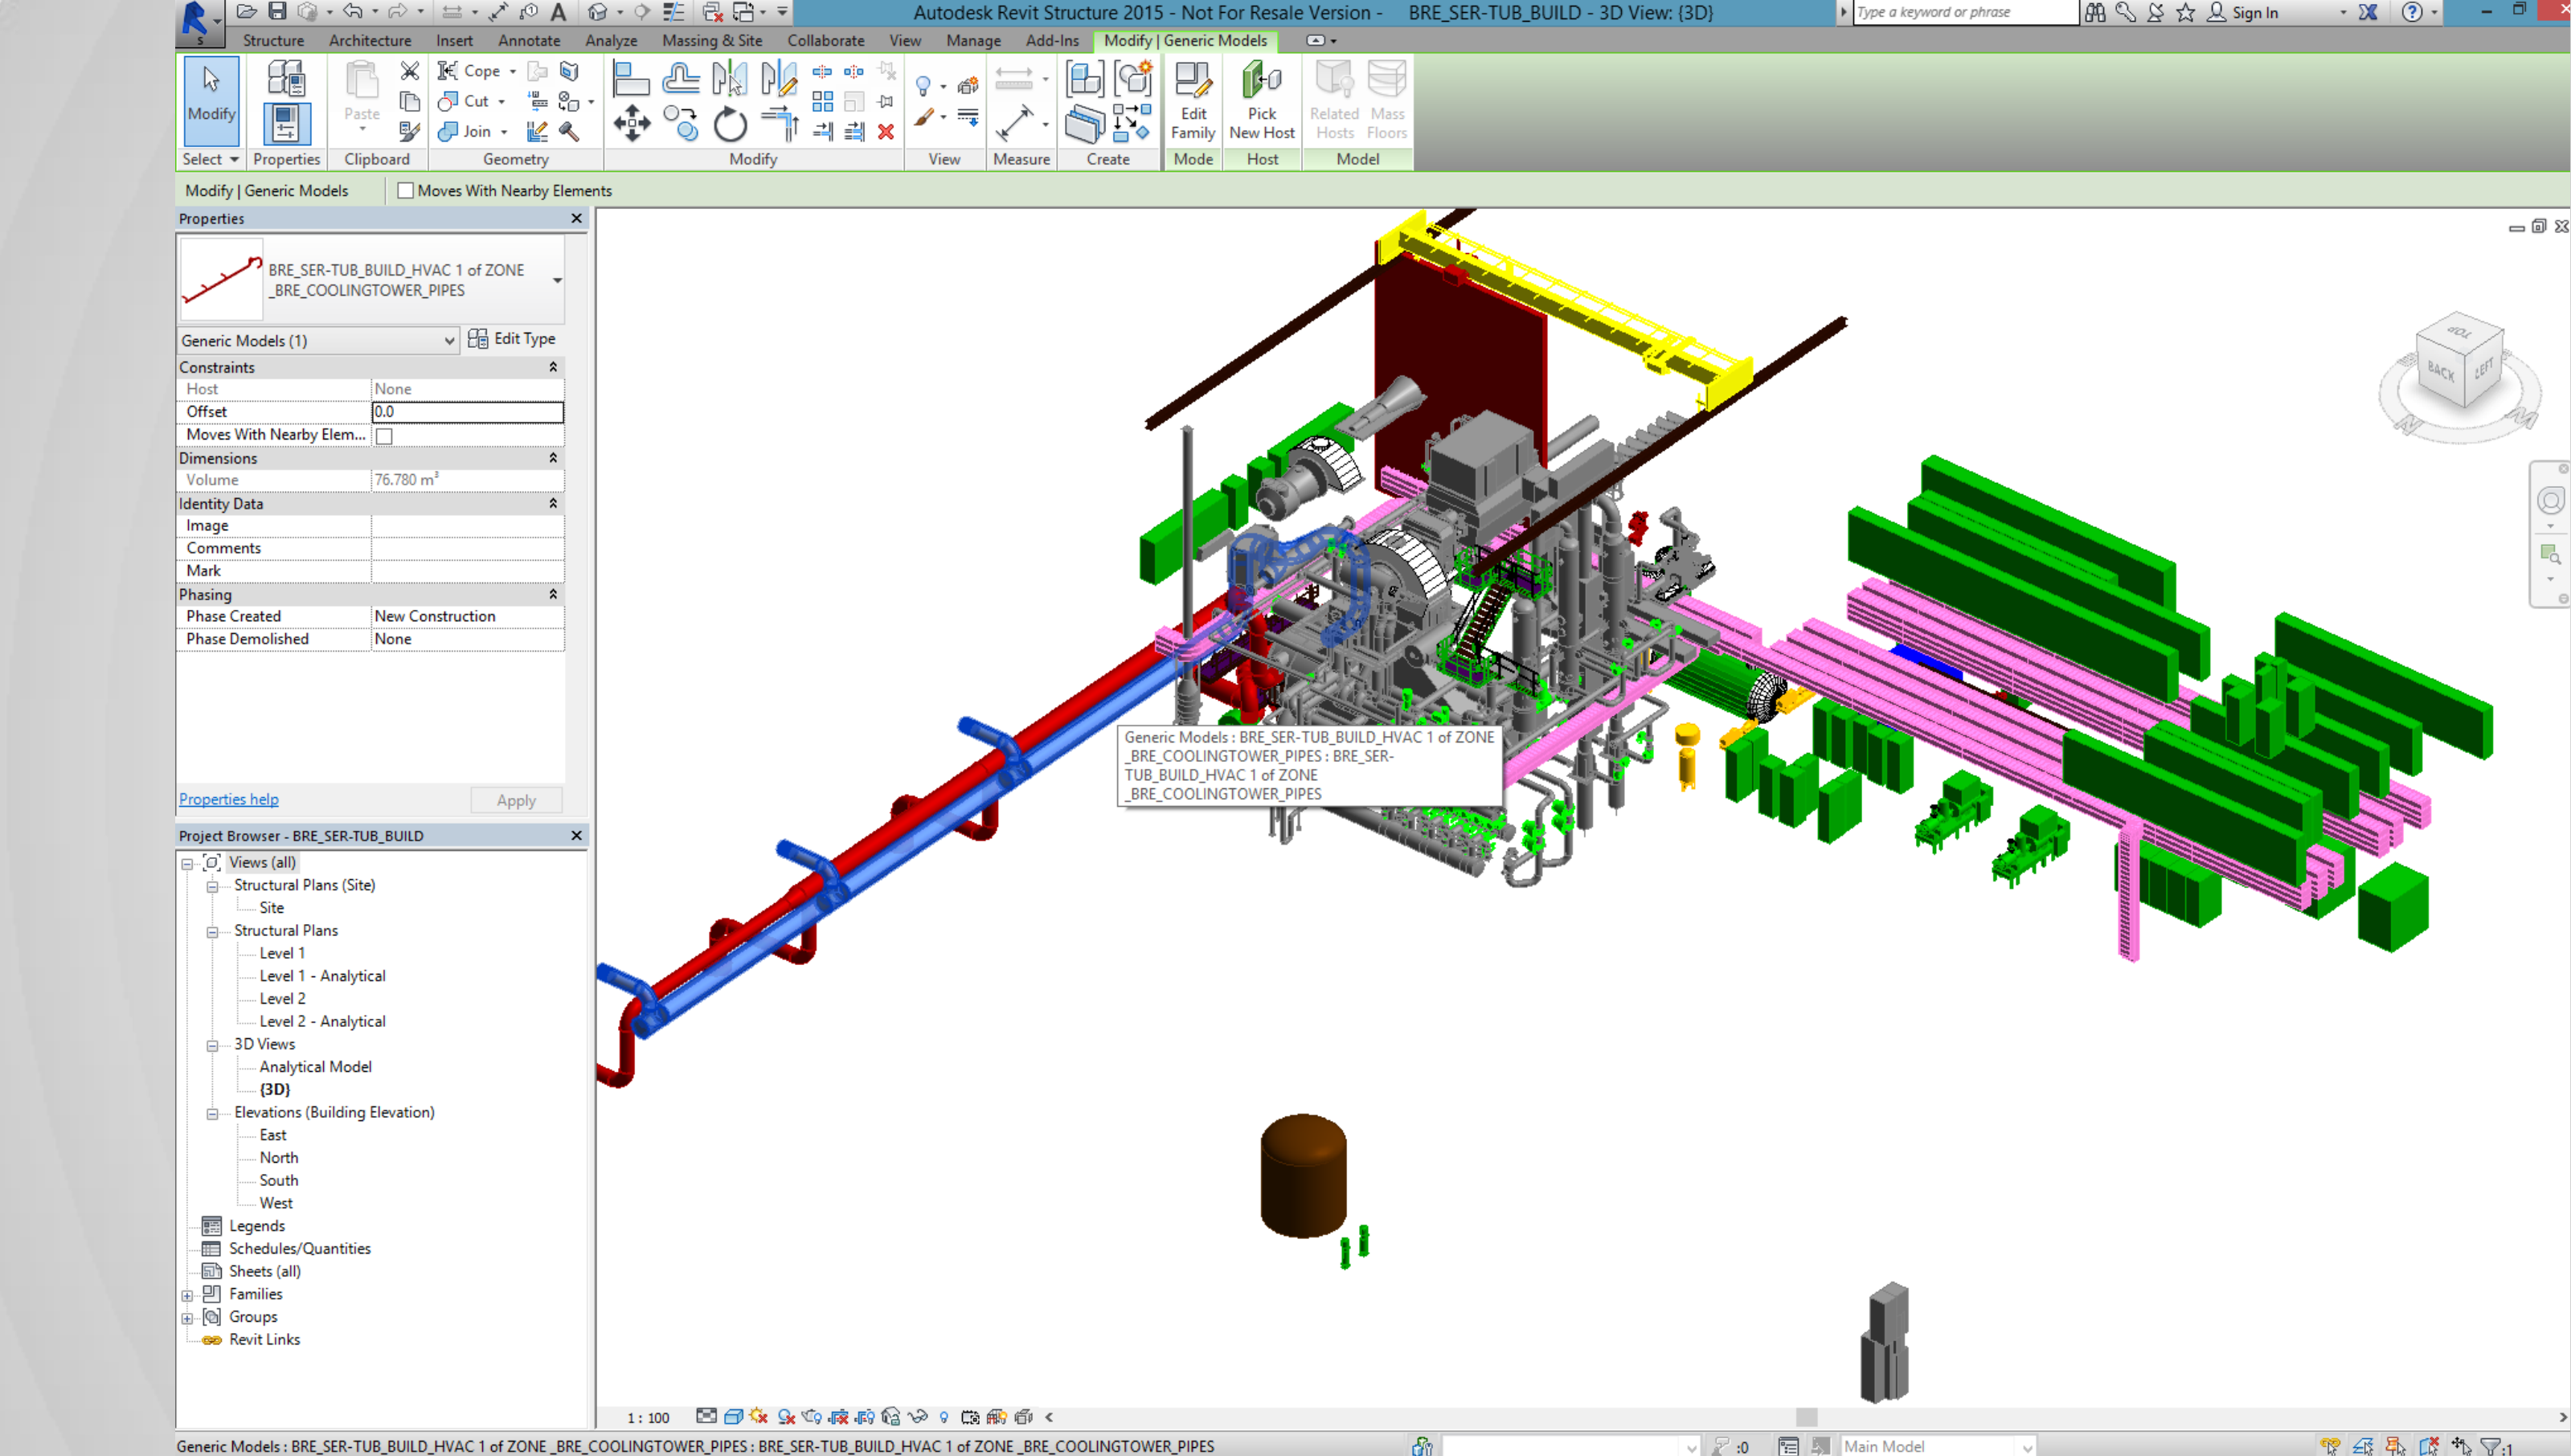 Autodesk Revit Structure 2015 - Not For Resale Version - BRE_SER-TUB_BUILD - 3D View: {3D}
Type a keyword or phrase
Sign In
S
Structure Architecture Insert Annotate Analyze Massing & Site Collaborate View Manage Add-Ins Modify | Generic Models
Modify
Paste
Cope
Cut
Join
Edit Family
Pick New Host
Related Hosts
Mass Floors
Select Properties Clipboard Geometry Modify View Measure Create Mode Host Model
Modify | Generic Models
Moves With Nearby Elements
Properties
BRE_SER-TUB_BUILD_HVAC 1 of ZONE
_BRE_COOLINGTOWER_PIPES
Generic Models (1)
Edit Type
Constraints
Host None
Offset 0.0
Moves With Nearby Elem...
Dimensions
Volume 76.780 m³
Identity Data
Image
Comments
Mark
Phasing
Phase Created New Construction
Phase Demolished None
Properties help
Apply
Project Browser - BRE_SER-TUB_BUILD
Views (all)
Structural Plans (Site)
Site
Structural Plans
Level 1
Level 1 - Analytical
Level 2
Level 2 - Analytical
3D Views
Analytical Model
{3D}
Elevations (Building Elevation)
East
North
South
West
Legends
Schedules/Quantities
Sheets (all)
Families
Groups
Revit Links
TOP
BACK
LEFT
Generic Models : BRE_SER-TUB_BUILD_HVAC 1 of ZONE
_BRE_COOLINGTOWER_PIPES : BRE_SER-
TUB_BUILD_HVAC 1 of ZONE
_BRE_COOLINGTOWER_PIPES
1 : 100
Generic Models : BRE_SER-TUB_BUILD_HVAC 1 of ZONE _BRE_COOLINGTOWER_PIPES : BRE_SER-TUB_BUILD_HVAC 1 of ZONE _BRE_COOLINGTOWER_PIPES
:0
Main Model
:1